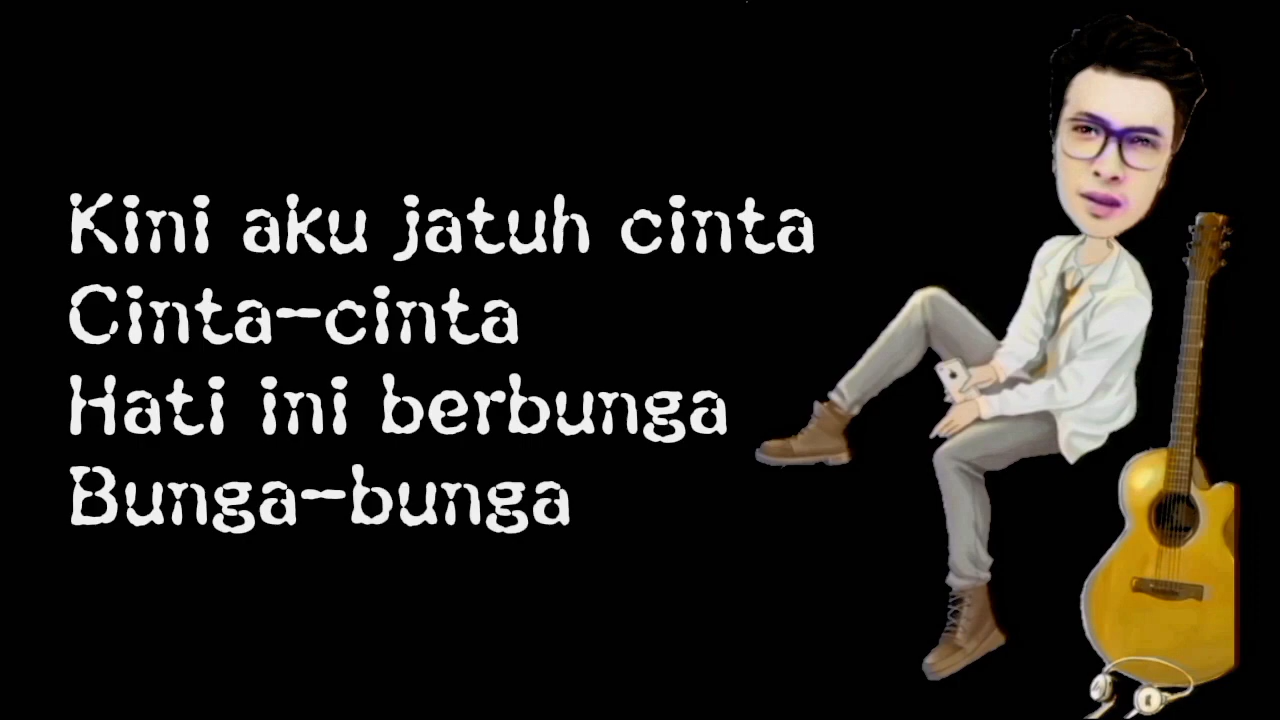 Kini aku jatuh cinta
Cinta-cinta
Hati ini berbunga
Bunga-bunga